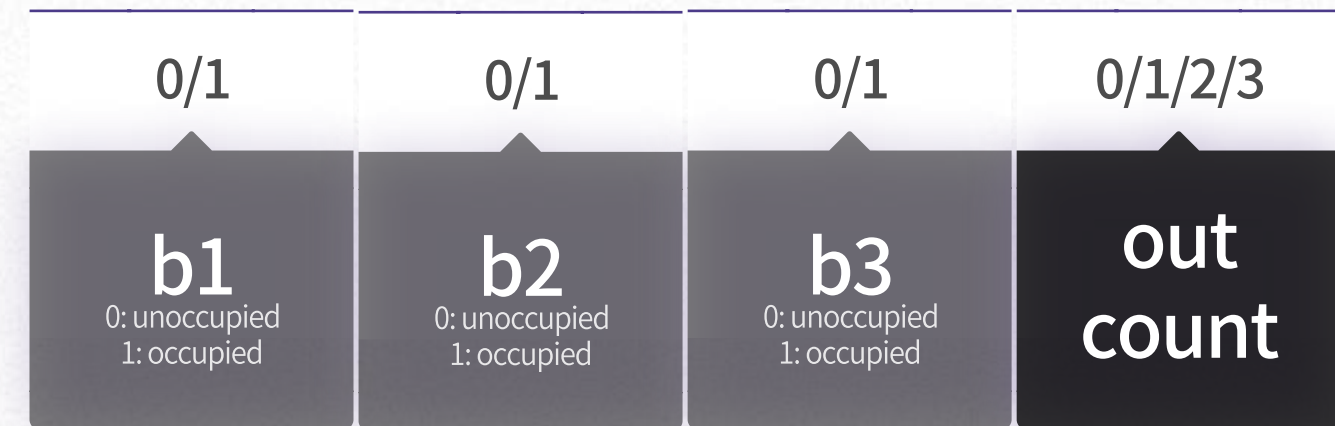 0/1
0/1
0/1
0/1/2/3
b1
0: unoccupied
1: occupied
b2
0: unoccupied
1: occupied
b3
0: unoccupied
1: occupied
out
count